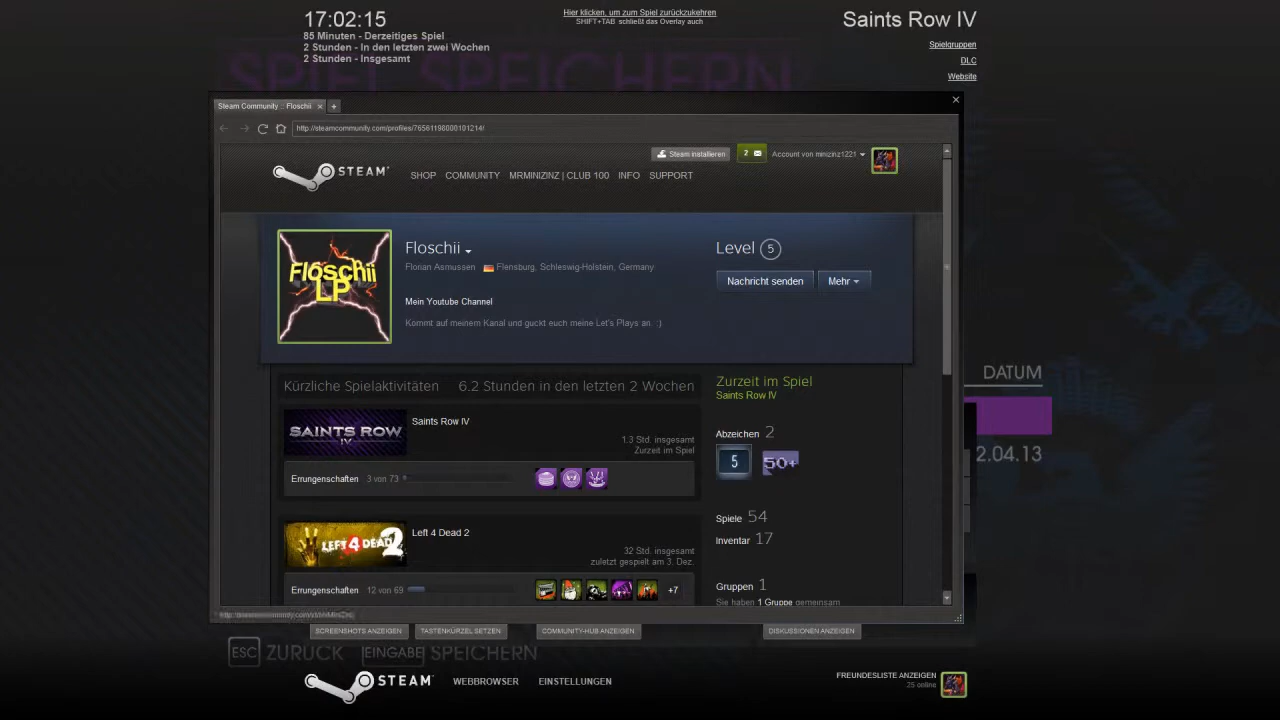 17:02:15
85 Minuten - Derzeitiges Spiel
2 Stunden - In den letzten zwei Wochen
2 Stunden - Insgesamt
Hier klicken, um zum Spiel zurückzukehren
SHIFT+TAB schließt das Overlay auch
Saints Row IV
Spielgruppen
DLC
Website
SPIEL SPEICHERN
Steam Community :: Floschii
http://steamcommunity.com/profiles/76561198000101214/
Steam installieren
2
Account von minizinz1221
STEAM
SHOP COMMUNITY MRMINIZINZ | CLUB 100 INFO SUPPORT
Floschii LP
Floschii
Florian Asmussen Flensburg, Schleswig-Holstein, Germany
Mein Youtube Channel
Kommt auf meinem Kanal und guckt euch meine Let's Plays an. :)
Level 5
Nachricht senden
Mehr
Kürzliche Spielaktivitäten 6.2 Stunden in den letzten 2 Wochen
SAINTS ROW IV
Saints Row IV
1.3 Std. insgesamt
Zurzeit im Spiel
Errungenschaften 3 von 73
LEFT 4 DEAD 2
Left 4 Dead 2
32 Std. insgesamt
zuletzt gespielt am 3. Dez.
Errungenschaften 12 von 69 +7
Zurzeit im Spiel
Saints Row IV
Abzeichen 2
5 50+
Spiele 54
Inventar 17
Gruppen 1
Sie haben 1 Gruppe gemeinsam
DATUM
2.04.13
SCREENSHOTS ANZEIGEN
TASTENKÜRZEL SETZEN
COMMUNITY-HUB ANZEIGEN
DISKUSSIONEN ANZEIGEN
ESC ZURÜCK EINGABE SPEICHERN
STEAM
WEBBROWSER
EINSTELLUNGEN
FREUNDESLISTE ANZEIGEN
25 online